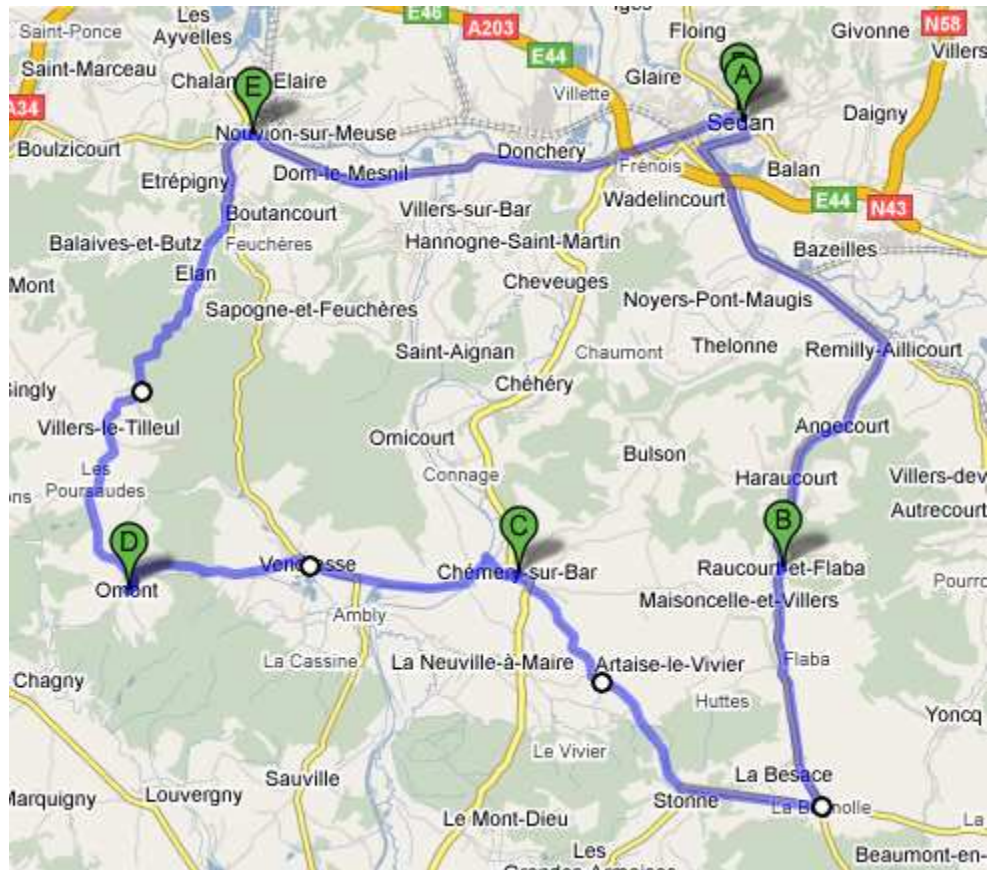 Les
Ayvelles
Saint-Ponce
E46
A203
Floing
Givonne
N58
Villers
Saint-Marceau
E44
Glaire
A
Elaire
E
Villette
A34
Daigny
Sedan
Boulzicourt
Nouvion-sur-Meuse
Donchery
Frénois
Balan
Etrépigny
Dom-le-Mesnil
Wadelincourt
E44
N43
Boutancourt
Villers-sur-Bar
Balaives-et-Butz
Feuchères
Hannogne-Saint-Martin
Bazeilles
Elan
Cheveuges
Mont
Sapogne-et-Feuchères
Noyers-Pont-Maugis
Saint-Aignan
Chaumont
Thelonne
Remilly-Aillicourt
Singly
Chéhéry
Villers-le-Tilleul
Omicourt
Angecourt
Bulson
Les
Poursaudes
Connage
Haraucourt
Villers-dev
Autrecourt
D
C
B
Omont
Chémery-sur-Bar
Raucourt-et-Flaba
Maisoncelle-et-Villers
Ambly
La Cassine
La Neuville-à-Maire
Artaise-le-Vivier
Flaba
Chagny
Huttes
Yoncq
Le Vivier
Sauville
La Besace
Marquigny
Louvergny
Stonne
La
Le Mont-Dieu
Les
Beaumont-en-